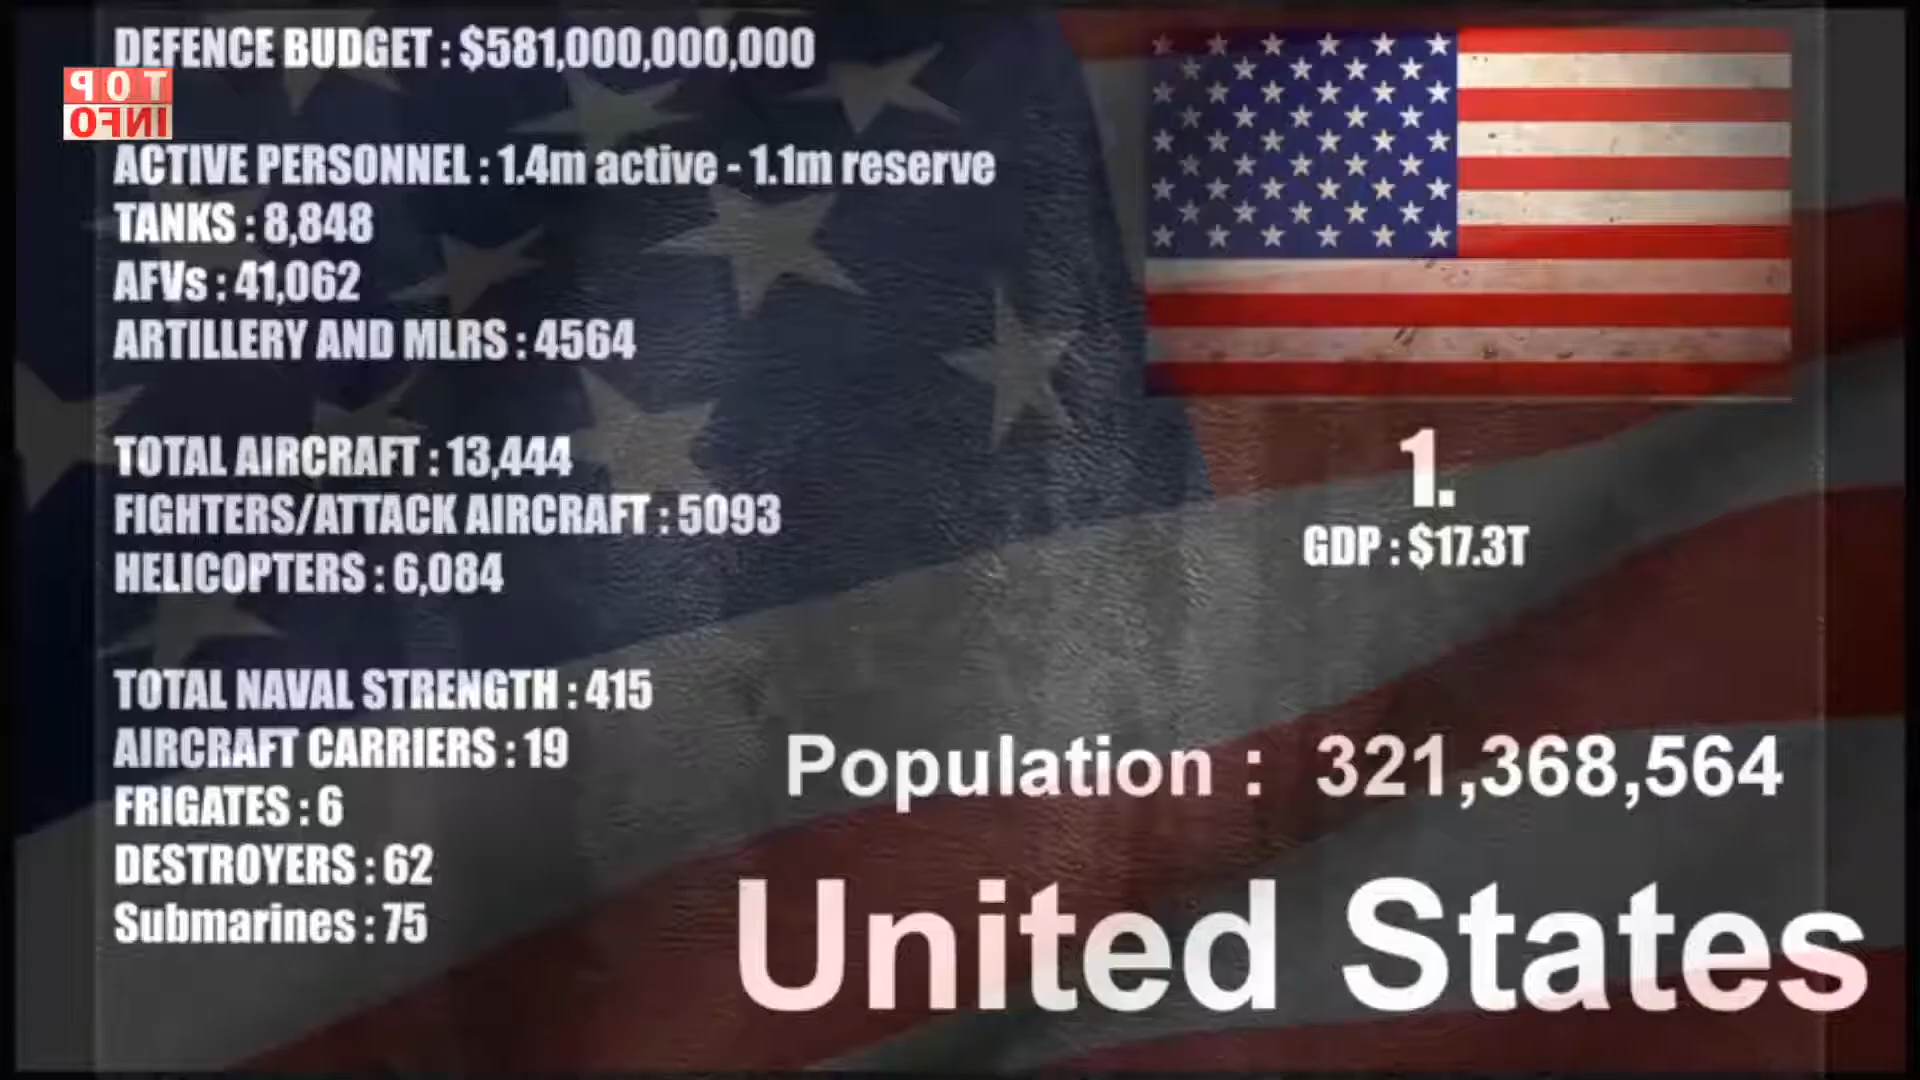 DEFENCE BUDGET : $581,000,000,000
TOP
INFO
ACTIVE PERSONNEL : 1.4m active - 1.1m reserve
TANKS : 8,848
AFVs : 41,062
ARTILLERY AND MLRS : 4564
TOTAL AIRCRAFT : 13,444
FIGHTERS/ATTACK AIRCRAFT : 5093
HELICOPTERS : 6,084
TOTAL NAVAL STRENGTH : 415
AIRCRAFT CARRIERS : 19
FRIGATES : 6
DESTROYERS : 62
Submarines : 75
1.
GDP : $17.3T
Population : 321,368,564
United States